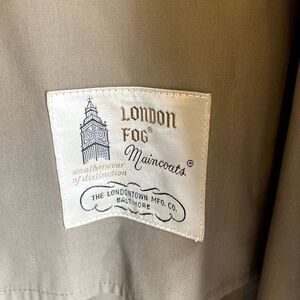 LONDON
FOG®
Maincoats®
weatherwear
of distinction
THE LONDONTOWN MFG. CO.
BALTIMORE